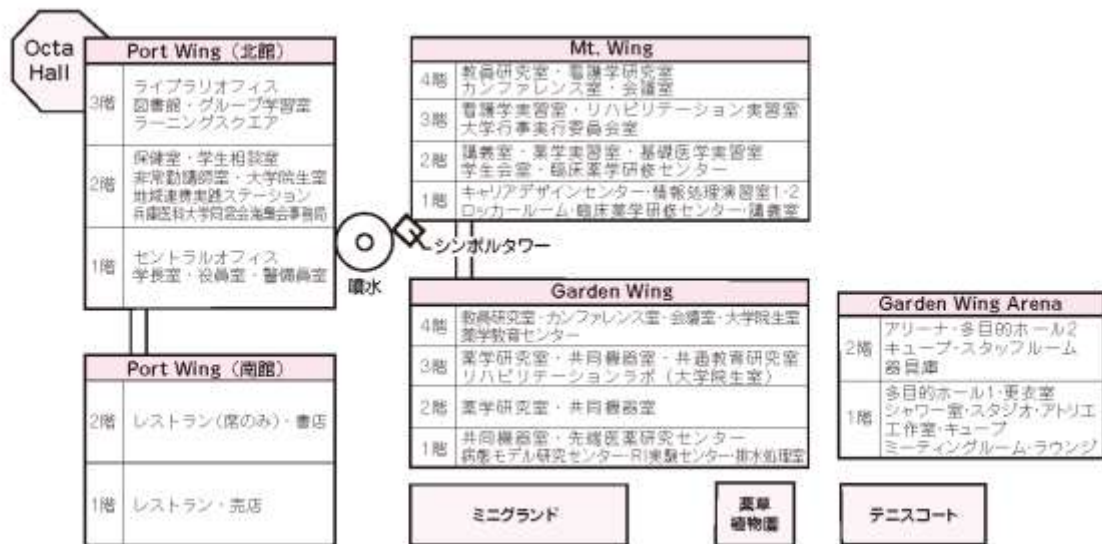 Octa
Hall
Port Wing（北館）
3階
ライブラリオフィス
図書館・グループ学習室
ラーニングスクエア
2階
保健室・学生相談室
非常勤講師室・大学院生室
地域連携実践ステーション
兵庫医科大学同窓会海梟会事務局
1階
セントラルオフィス
学長室・役員室・警備員室
Port Wing（南館）
2階
レストラン(席のみ)・書店
1階
レストラン・売店
噴水
シンボルタワー
Mt. Wing
4階
教員研究室・看護学研究室
カンファレンス室・会議室
3階
看護学実習室・リハビリテーション実習室
大学行事実行委員会室
2階
講義室・薬学実習室・基礎医学実習室
学生会室・臨床薬学研修センター
1階
キャリアデザインセンター・情報処理演習室1・2
ロッカールーム・臨床薬学研修センター・講義室
Garden Wing
4階
教員研究室・カンファレンス室・会議室・大学院生室
薬学教育センター
3階
薬学研究室・共同機器室・共通教育研究室
リハビリテーションラボ（大学院生室）
2階
薬学研究室・共同機器室
1階
共同機器室・先端医薬研究センター
病態モデル研究センター・RI実験センター・排水処理室
Garden Wing Arena
2階
アリーナ・多目的ホール2
キューブ・スタッフルーム
器具庫
1階
多目的ホール1・更衣室
シャワー室・スタジオ・アトリエ
工作室・キューブ
ミーティングルーム・ラウンジ
ミニグランド
薬草
植物園
テニスコート